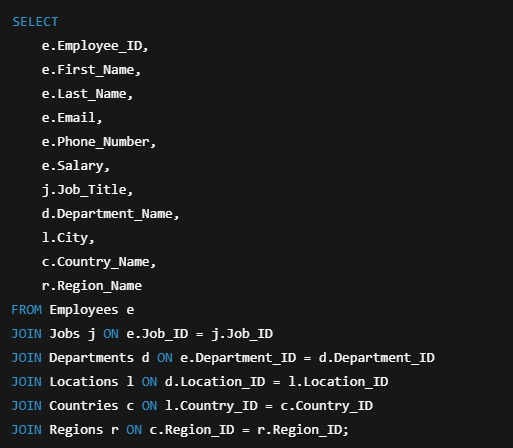 SELECT
e.Employee_ID,
e.First_Name,
e.Last_Name,
e.Email,
e.Phone_Number,
e.Salary,
j.Job_Title,
d.Department_Name,
l.City,
c.Country_Name,
r.Region_Name
FROM Employees e
JOIN Jobs j ON e.Job_ID = j.Job_ID
JOIN Departments d ON e.Department_ID = d.Department_ID
JOIN Locations l ON d.Location_ID = l.Location_ID
JOIN Countries c ON l.Country_ID = c.Country_ID
JOIN Regions r ON c.Region_ID = r.Region_ID;